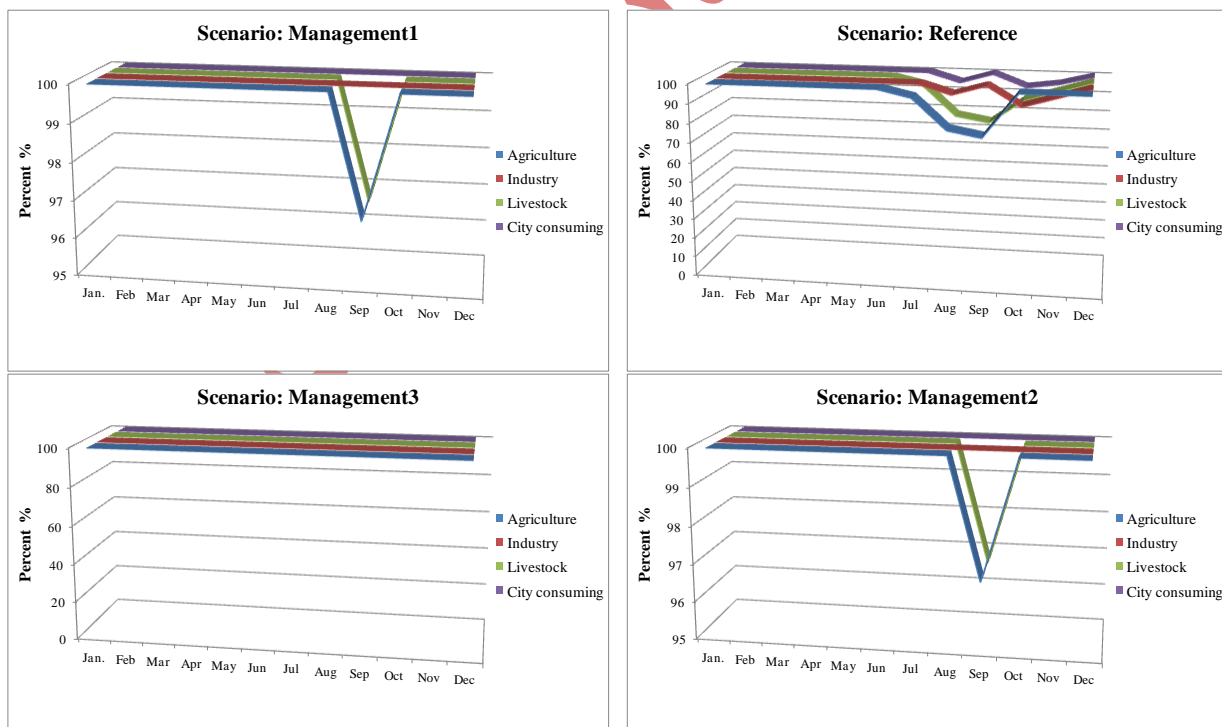 Scenario: Management1
100
99
98
97
96
95
Percent %
Jan. Feb Mar Apr May Jun Jul Aug Sep Oct Nov Dec
Agriculture
Industry
Livestock
City consuming
Scenario: Reference
100
90
80
70
60
50
40
30
20
10
0
Percent %
Jan. Feb Mar Apr May Jun Jul Aug Sep Oct Nov Dec
Agriculture
Industry
Livestock
City consuming
Scenario: Management3
100
80
60
40
20
0
Percent %
Jan. Feb Mar Apr May Jun Jul Aug Sep Oct Nov Dec
Agriculture
Industry
Livestock
City consuming
Scenario: Management2
100
99
98
97
96
95
Percent %
Jan. Feb Mar Apr May Jun Jul Aug Sep Oct Nov Dec
Agriculture
Industry
Livestock
City consuming